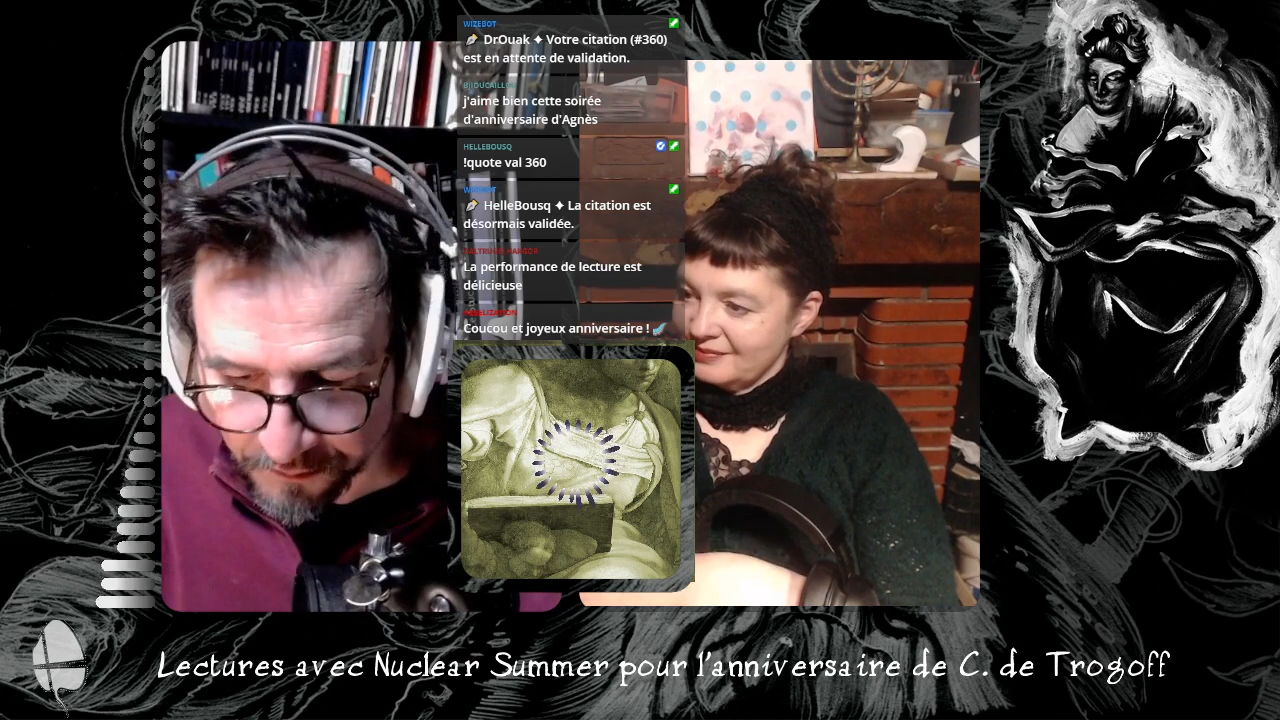 WIZEBOT
DrOuak ✦ Votre citation (#360)
est en attente de validation.
j'aime bien cette soirée
d'anniversaire d'Agnès
HELLEBOUSQ
!quote val 360
WIZEBOT
HelleBousq ✦ La citation est
désormais validée.
La performance de lecture est
délicieuse
Coucou et joyeux anniversaire !
Lectures avec Nuclear Summer pour l'anniversaire de C. de Trogoff